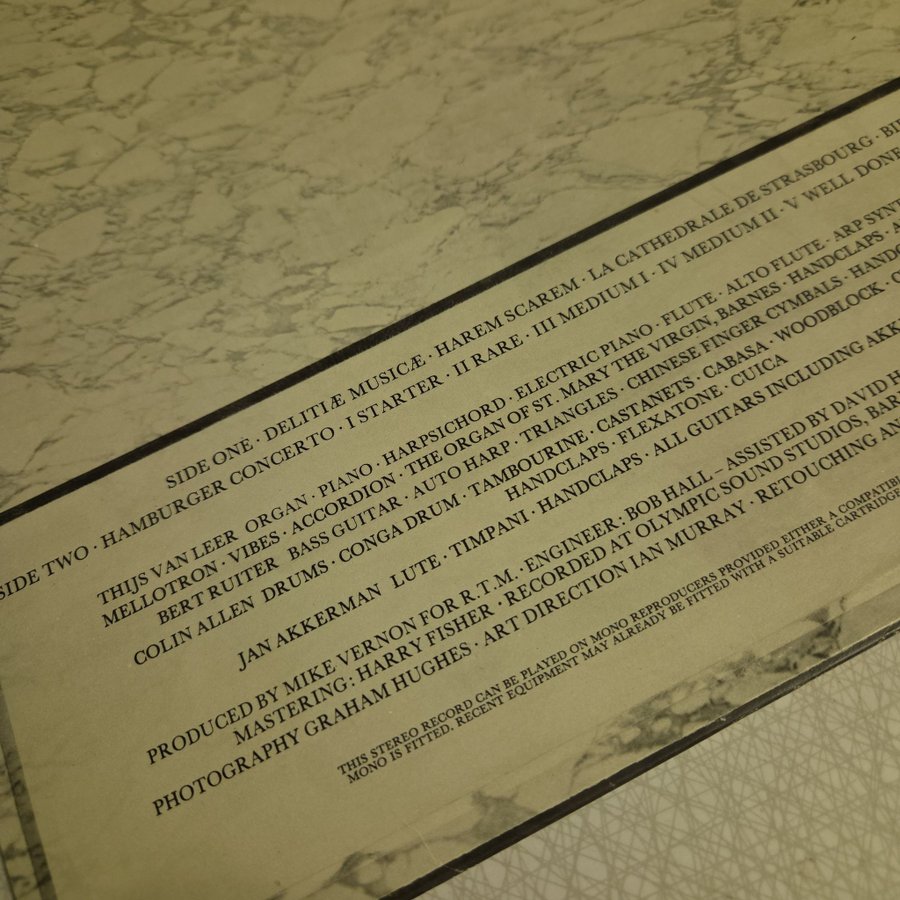 SIDE ONE · DELITIÆ MUSICÆ · HAREM SCAREM · LA CATHEDRALE DE STRASBOURG ·
SIDE TWO · HAMBURGER CONCERTO · I STARTER · II RARE · III MEDIUM I · IV MEDIUM II · V WELL DONE
THIJS VAN LEER ORGAN · PIANO · HARPSICHORD · ELECTRIC PIANO · FLUTE · ALTO FLUTE · ARP
MELLOTRON · VIBES · ACCORDION · THE ORGAN OF ST. MARY THE VIRGIN, BARNES · HANDCLAPS ·
BERT RUITER BASS GUITAR · AUTO HARP · TRIANGLES · CHINESE FINGER CYMBALS ·
COLIN ALLEN DRUMS · CONGA DRUM · TAMBOURINE · CASTANETS · CABASA · WOODBLOCK ·
HANDCLAPS · FLEXATONE · CUICA
JAN AKKERMAN LUTE · TIMPANI · HANDCLAPS · ALL GUITARS INCLUDING
PRODUCED BY MIKE VERNON FOR R.T.M. · ENGINEER: BOB HALL – ASSISTED BY DAVID
MASTERING: HARRY FISHER · RECORDED AT OLYMPIC SOUND STUDIOS,
PHOTOGRAPHY GRAHAM HUGHES · ART DIRECTION IAN MURRAY · RETOUCHING
THIS STEREO RECORD CAN BE PLAYED ON MONO REPRODUCERS PROVIDED EITHER A
MONO IS FITTED. RECENT EQUIPMENT MAY ALREADY BE FITTED WITH A SUITABLE CARTRIDGE